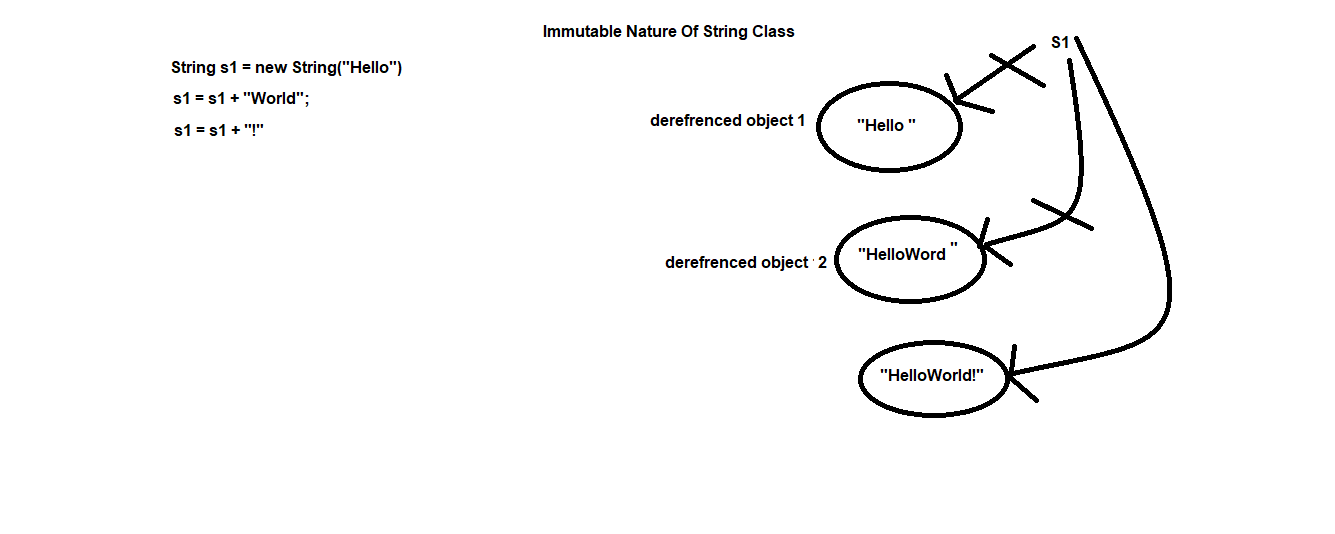 Immutable Nature Of String Class
String s1 = new String("Hello")
s1 = s1 + "World";
s1 = s1 + "!"
S1
derefrenced object 1
"Hello "
derefrenced object 2
"HelloWord "
"HelloWorld!"